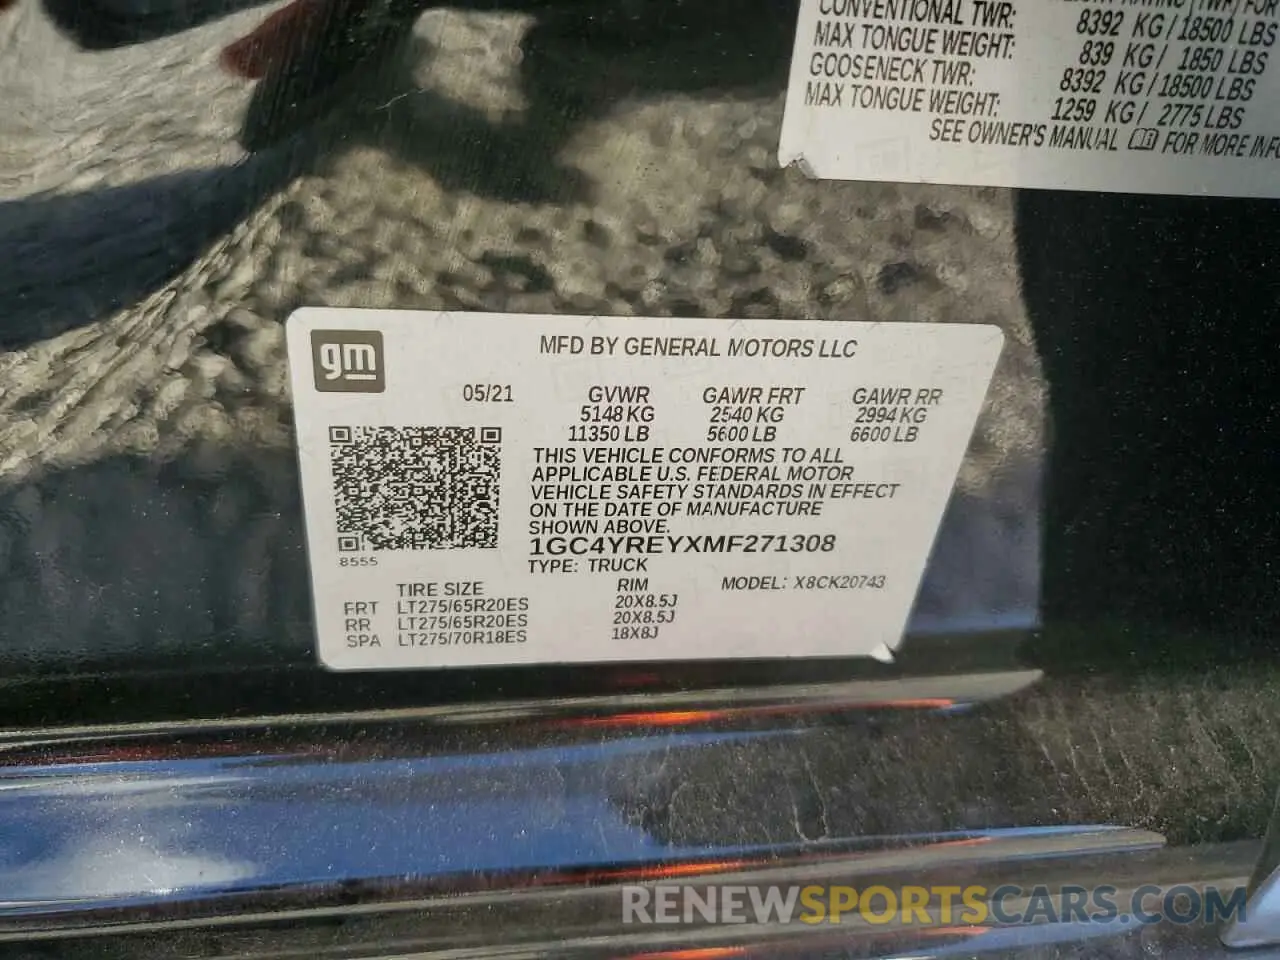 RATING (TWR) FOR
CONVENTIONAL TWR: 8392 KG/18500 LBS
MAX TONGUE WEIGHT: 839 KG/ 1850 LBS
GOOSENECK TWR: 8392 KG/18500 LBS
MAX TONGUE WEIGHT: 1259 KG/ 2775 LBS
SEE OWNER'S MANUAL FOR MORE INFO
gm
MFD BY GENERAL MOTORS LLC
05/21 GVWR GAWR FRT GAWR RR
5148 KG 2540 KG 2994 KG
11350 LB 5600 LB 6600 LB
THIS VEHICLE CONFORMS TO ALL
APPLICABLE U.S. FEDERAL MOTOR
VEHICLE SAFETY STANDARDS IN EFFECT
ON THE DATE OF MANUFACTURE
SHOWN ABOVE.
1GC4YREYXMF271308
8555
TYPE: TRUCK
TIRE SIZE RIM MODEL: X8CK20743
FRT LT275/65R20ES 20X8.5J
RR LT275/65R20ES 20X8.5J
SPA LT275/70R18ES 18X8J
RENEWSPORTSCARS.COM